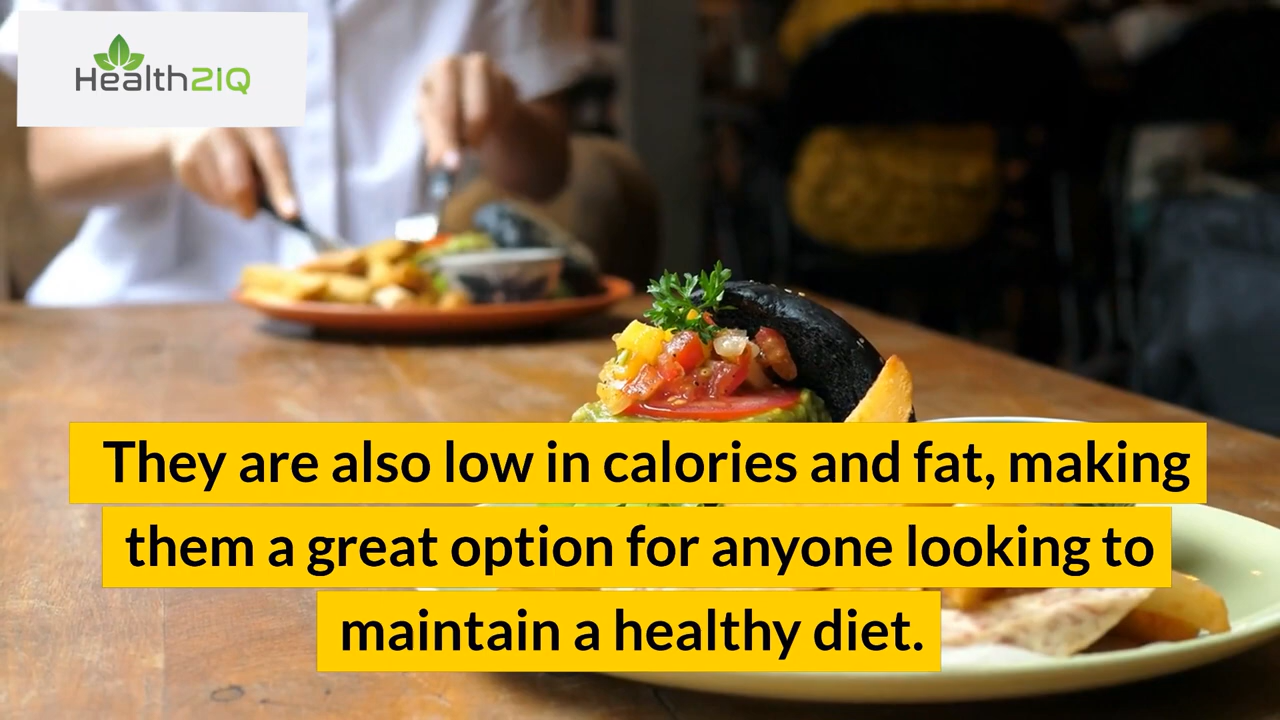 Health2IQ
They are also low in calories and fat, making
them a great option for anyone looking to
maintain a healthy diet.